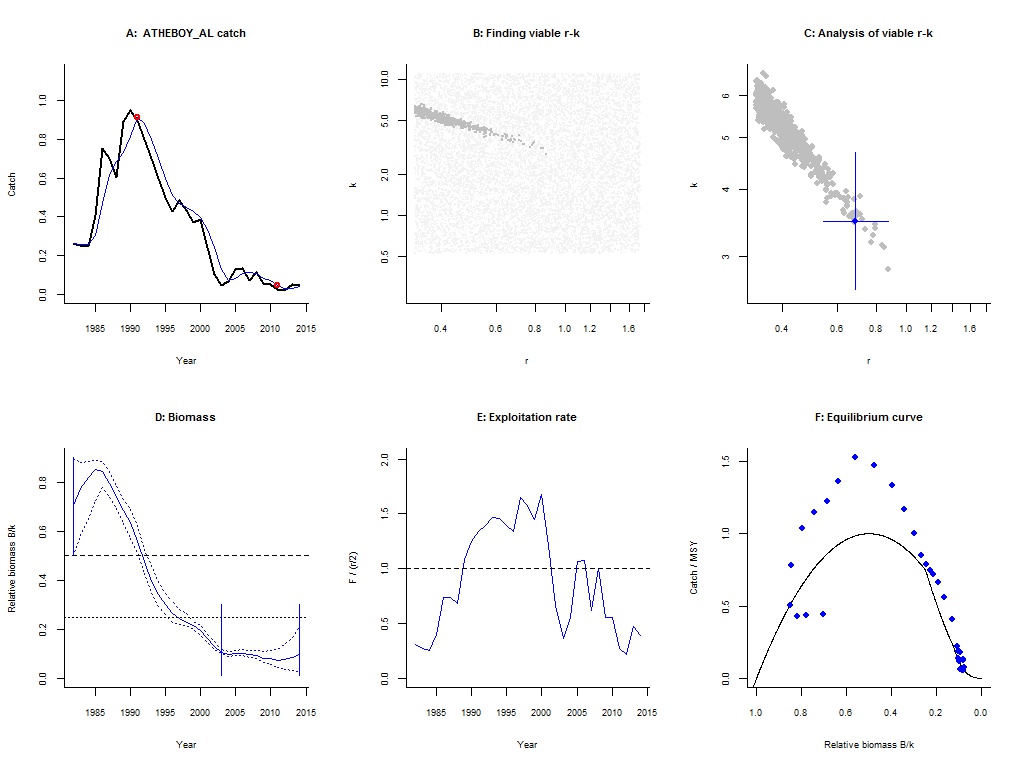 A: ATHEBOY_AL catch
Catch
1.0
0.8
0.6
0.4
0.2
0.0
1985 1990 1995 2000 2005 2010 2015
Year
B: Finding viable r-k
k
10.0
5.0
2.0
1.0
0.5
0.4 0.6 0.8 1.0 1.2 1.6
r
C: Analysis of viable r-k
k
6
5
4
3
0.4 0.6 0.8 1.0 1.2 1.6
r
D: Biomass
Relative biomass B/k
0.8
0.6
0.4
0.2
0.0
1985 1990 1995 2000 2005 2010 2015
Year
E: Exploitation rate
F / (r/2)
2.0
1.5
1.0
0.5
0.0
1985 1990 1995 2000 2005 2010 2015
Year
F: Equilibrium curve
Catch / MSY
1.5
1.0
0.5
0.0
1.0 0.8 0.6 0.4 0.2 0.0
Relative biomass B/k